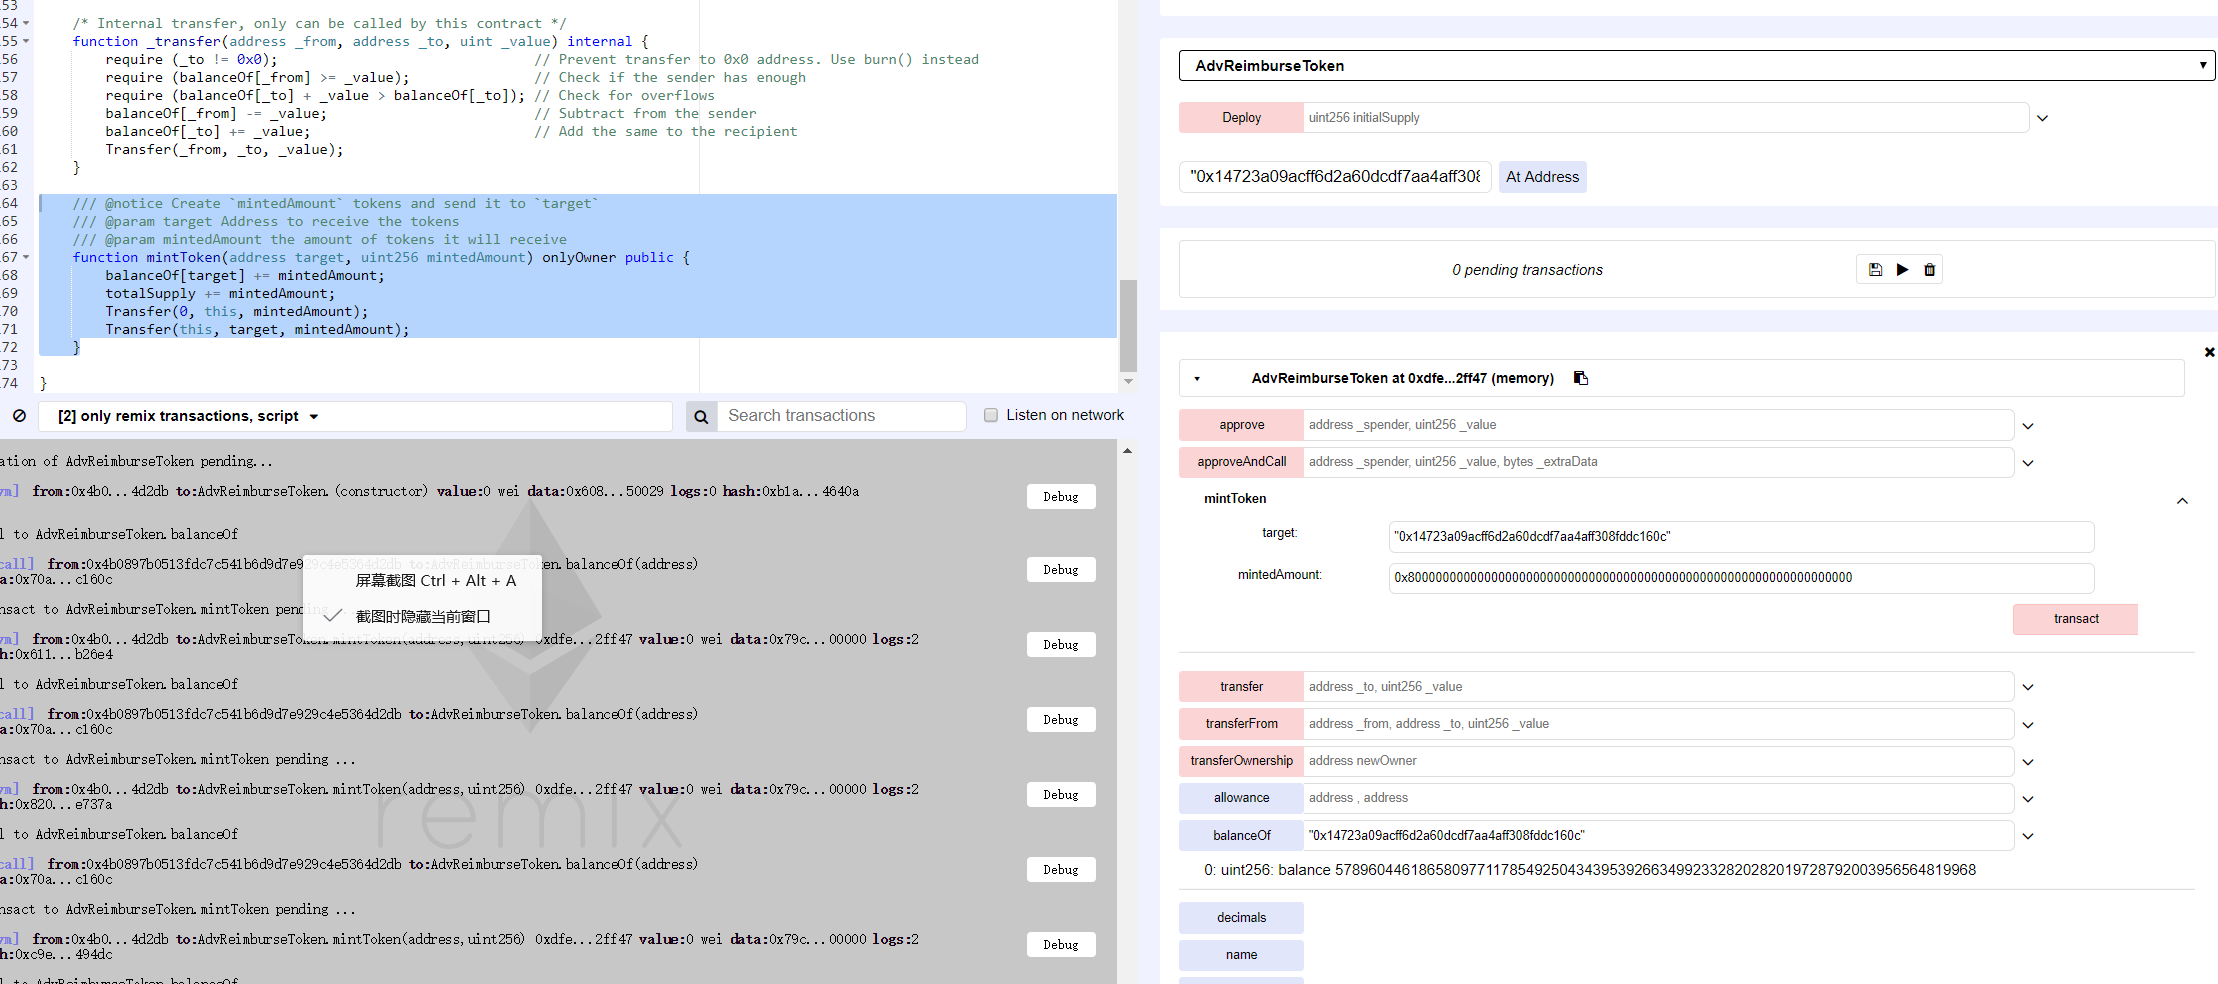 53
54 /* Internal transfer, only can be called by this contract */
55 function _transfer(address _from, address _to, uint _value) internal {
56 require (_to != 0x0); // Prevent transfer to 0x0 address. Use burn() instead
57 require (balanceOf[_from] >= _value); // Check if the sender has enough
58 require (balanceOf[_to] + _value > balanceOf[_to]); // Check for overflows
59 balanceOf[_from] -= _value; // Subtract from the sender
60 balanceOf[_to] += _value; // Add the same to the recipient
61 Transfer(_from, _to, _value);
62 }
63
64 /// @notice Create `mintedAmount` tokens and send it to `target`
65 /// @param target Address to receive the tokens
66 /// @param mintedAmount the amount of tokens it will receive
67 function mintToken(address target, uint256 mintedAmount) onlyOwner public {
68 balanceOf[target] += mintedAmount;
69 totalSupply += mintedAmount;
70 Transfer(0, this, mintedAmount);
71 Transfer(this, target, mintedAmount);
72 }
73
74 }
[2] only remix transactions, script
Search transactions
Listen on network
ation of AdvReimburseToken pending...
vm] from:0x4b0...4d2db to:AdvReimburseToken.(constructor) value:0 wei data:0x608...50029 logs:0 hash:0xb1a...4640a
Debug
l to AdvReimburseToken.balanceOf
call] from:0x4b0897b0513fdc7c541b6d9d7e929c4e5364d2db to:AdvReimburseToken.balanceOf(address)
a:0x70a...c160c
Debug
屏幕截图 Ctrl + Alt + A
截图时隐藏当前窗口
nsact to AdvReimburseToken.mintToken pending ...
vm] from:0x4b0...4d2db to:AdvReimburseToken.mintToken(address,uint256) 0xdfe...2ff47 value:0 wei data:0x79c...00000 logs:2
h:0x611...b26e4
Debug
l to AdvReimburseToken.balanceOf
call] from:0x4b0897b0513fdc7c541b6d9d7e929c4e5364d2db to:AdvReimburseToken.balanceOf(address)
a:0x70a...c160c
Debug
nsact to AdvReimburseToken.mintToken pending ...
vm] from:0x4b0...4d2db to:AdvReimburseToken.mintToken(address,uint256) 0xdfe...2ff47 value:0 wei data:0x79c...00000 logs:2
h:0x820...e737a
Debug
remix
l to AdvReimburseToken.balanceOf
call] from:0x4b0897b0513fdc7c541b6d9d7e929c4e5364d2db to:AdvReimburseToken.balanceOf(address)
a:0x70a...c160c
Debug
nsact to AdvReimburseToken.mintToken pending ...
vm] from:0x4b0...4d2db to:AdvReimburseToken.mintToken(address,uint256) 0xdfe...2ff47 value:0 wei data:0x79c...00000 logs:2
h:0xc9e...494dc
Debug
l to AdvReimburseToken.balanceOf
AdvReimburseToken
Deploy uint256 initialSupply
"0x14723a09acff6d2a60dcdf7aa4aff308 At Address
0 pending transactions
AdvReimburseToken at 0xdfe...2ff47 (memory)
approve address _spender, uint256 _value
approveAndCall address _spender, uint256 _value, bytes _extraData
mintToken
target: "0x14723a09acff6d2a60dcdf7aa4aff308fddc160c"
mintedAmount: 0x8000000000000000000000000000000000000000000000000000000000000000
transact
transfer address _to, uint256 _value
transferFrom address _from, address _to, uint256 _value
transferOwnership address newOwner
allowance address , address
balanceOf "0x14723a09acff6d2a60dcdf7aa4aff308fddc160c"
0: uint256: balance 57896044618658097711785492504343953926634992332820282019728792003956564819968
decimals
name